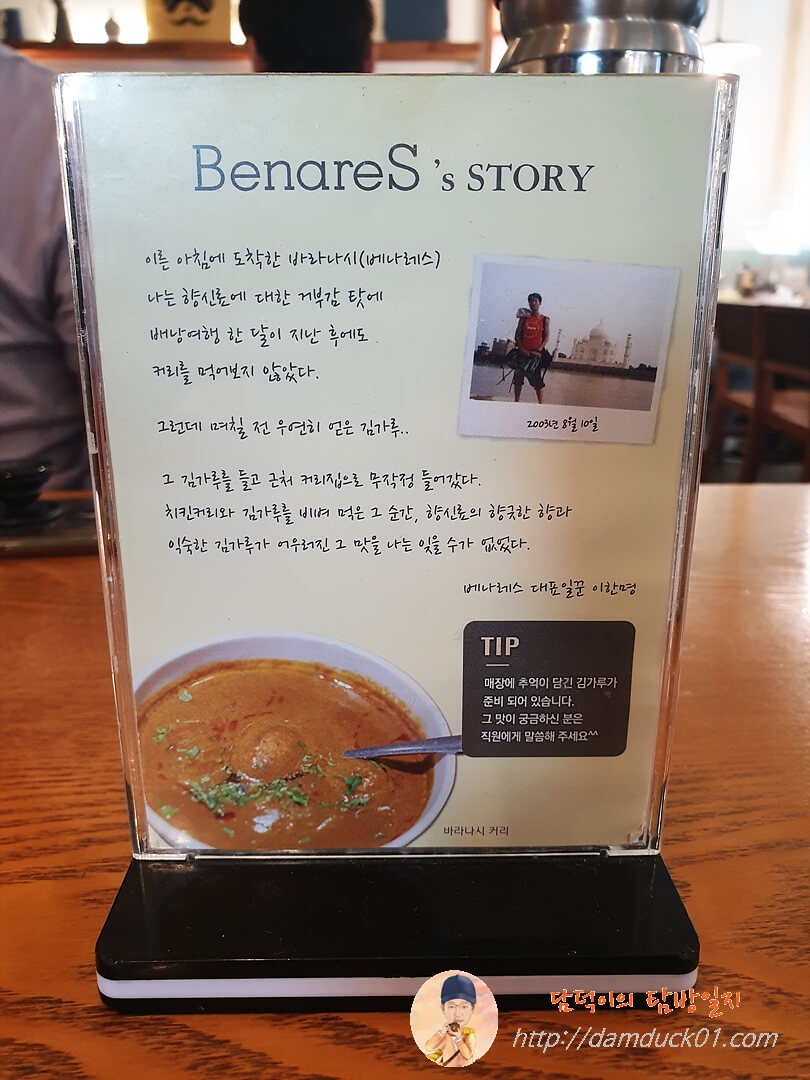 BenareS 's STORY
이른 아침에 도착한 바라나시(베나레스)
나는 향신료에 대한 거부감 탓에
배낭여행 한 달이 지난 후에도
커리를 먹어보지 않았다.
그런데 며칠 전 우연히 얻은 김가루..
그 김가루를 들고 근처 커리집으로 무작정 들어갔다.
치킨커리와 김가루를 비벼 먹은 그 순간, 향신료의 향긋한 향과
익숙한 김가루가 어우러진 그 맛을 나는 잊을 수가 없었다.
2003년 8월 10일
베나레스 대표일꾼 이한명
TIP
매장에 추억이 담긴 김가루가
준비 되어 있습니다.
그 맛이 궁금하신 분은
직원에게 말씀해 주세요^^
바라나시 커리
담덕이의 탐방일지
http://damduck01.com